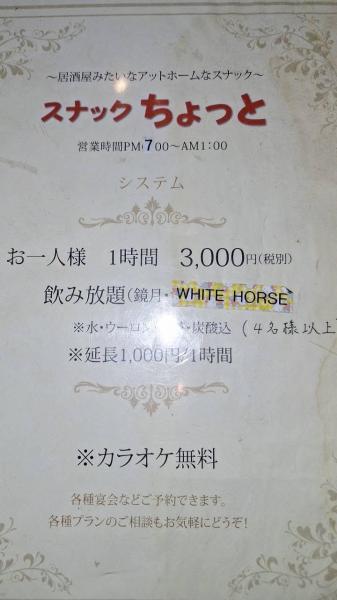 ～居酒屋みたいなアットホームなスナック～
スナック ちょっと
営業時間PM 7:00～AM1:00
システム
お一人様 1時間 3,000円(税別)
飲み放題(鏡月・WHITE HORSE
※水・ウーロン ・炭酸込 (4名様以上
※延長1,000円/1時間
※カラオケ無料
各種宴会などご予約できます。
各種プランのご相談もお気軽にどうぞ!